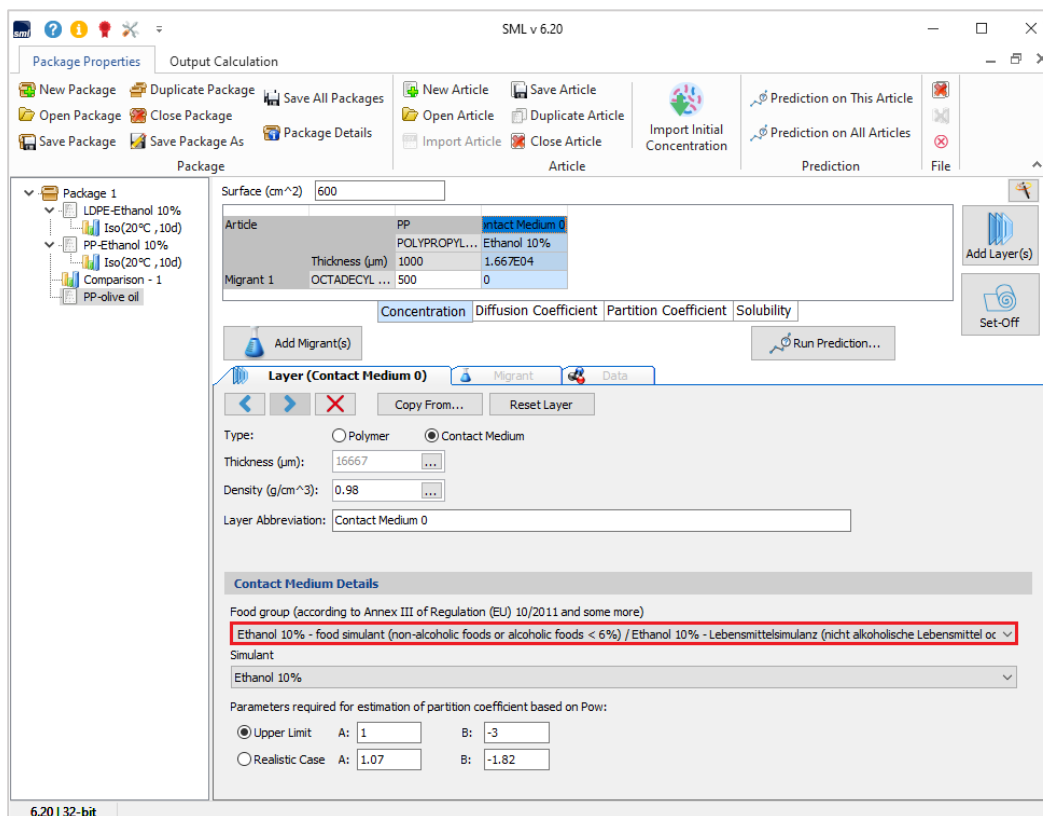 sml
SML v 6.20
Package Properties Output Calculation
New Package Duplicate Package Save All Packages New Article Save Article Import Initial Concentration Prediction on This Article
Open Package Close Package Package Details Open Article Duplicate Article Prediction on All Articles
Save Package Save Package As Import Article Close Article
Package Article Prediction File
Package 1
LDPE-Ethanol 10%
Iso(20°C ,10d)
PP-Ethanol 10%
Iso(20°C ,10d)
Comparison - 1
PP-olive oil
Surface (cm^2) 600
Article PP ntact Medium 0
POLYPROPYL... Ethanol 10%
Thickness (µm) 1000 1.667E04
Migrant 1 OCTADECYL ... 500 0
Add Layer(s)
Set-Off
Concentration Diffusion Coefficient Partition Coefficient Solubility
Add Migrant(s) Run Prediction...
Layer (Contact Medium 0) Migrant Data
Copy From... Reset Layer
Type: Polymer Contact Medium
Thickness (µm): 16667 ...
Density (g/cm^3): 0.98 ...
Layer Abbreviation: Contact Medium 0
Contact Medium Details
Food group (according to Annex III of Regulation (EU) 10/2011 and some more)
Ethanol 10% - food simulant (non-alcoholic foods or alcoholic foods < 6%) / Ethanol 10% - Lebensmittelsimulanz (nicht alkoholische Lebensmittel oc
Simulant
Ethanol 10%
Parameters required for estimation of partition coefficient based on Pow:
Upper Limit A: 1 B: -3
Realistic Case A: 1.07 B: -1.82
6.20 | 32-bit